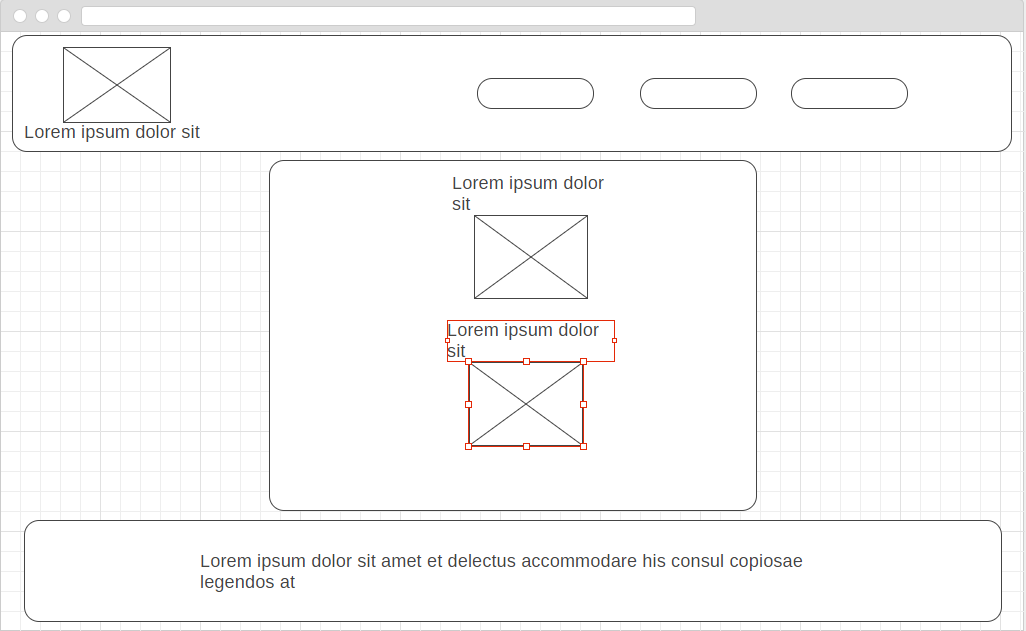 Lorem ipsum dolor sit
Lorem ipsum dolor
sit
Lorem ipsum dolor
sit
Lorem ipsum dolor sit amet et delectus accommodare his consul copiosae
legendos at